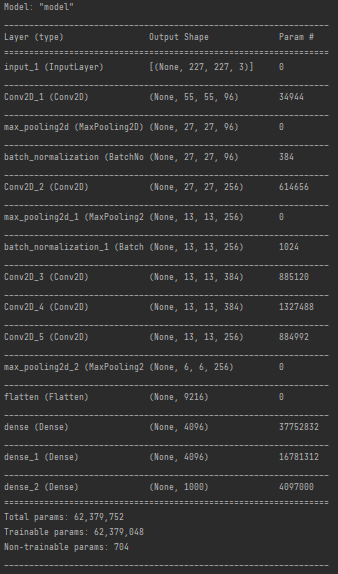 Model: "model"
Layer (type) Output Shape Param #
input_1 (InputLayer) [(None, 227, 227, 3)] 0
Conv2D_1 (Conv2D) (None, 55, 55, 96) 34944
max_pooling2d (MaxPooling2D) (None, 27, 27, 96) 0
batch_normalization (BatchNo (None, 27, 27, 96) 384
Conv2D_2 (Conv2D) (None, 27, 27, 256) 614656
max_pooling2d_1 (MaxPooling2 (None, 13, 13, 256) 0
batch_normalization_1 (Batch (None, 13, 13, 256) 1024
Conv2D_3 (Conv2D) (None, 13, 13, 384) 885120
Conv2D_4 (Conv2D) (None, 13, 13, 384) 1327488
Conv2D_5 (Conv2D) (None, 13, 13, 256) 884992
max_pooling2d_2 (MaxPooling2 (None, 6, 6, 256) 0
flatten (Flatten) (None, 9216) 0
dense (Dense) (None, 4096) 37752832
dense_1 (Dense) (None, 4096) 16781312
dense_2 (Dense) (None, 1000) 4097000
Total params: 62,379,752
Trainable params: 62,379,048
Non-trainable params: 704